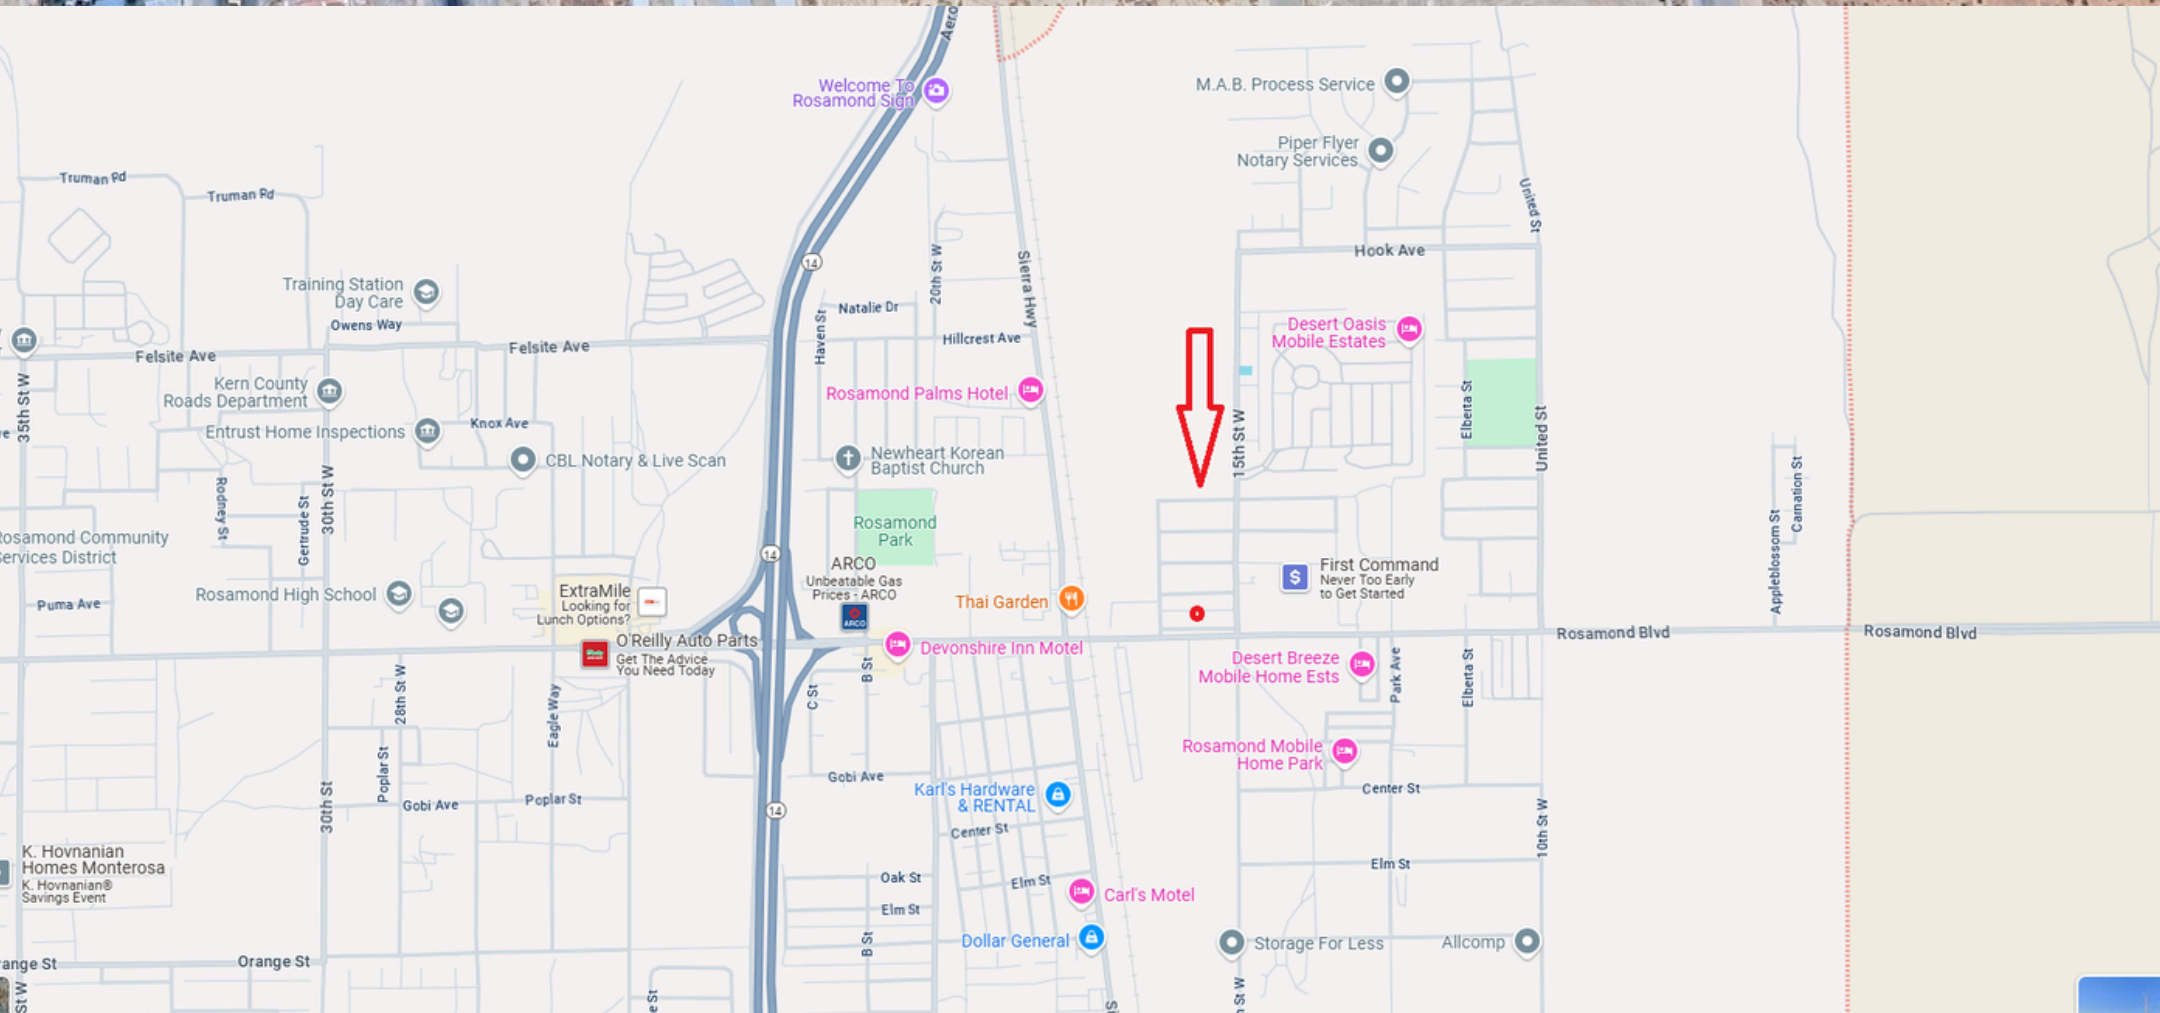 Aero
Welcome To
Rosamond Sign
M.A.B. Process Service
Piper Flyer
Notary Services
United St
Truman Rd
Truman Rd
14
Hook Ave
20th St W
Sierra Hwy
Training Station
Day Care
Owens Way
Natalie Dr
Haven St
Hillcrest Ave
Desert Oasis
Mobile Estates
Felsite Ave
Felsite Ave
35th St W
Kern County
Roads Department
Rosamond Palms Hotel
Elberta St
United St
15th St W
Entrust Home Inspections
Knox Ave
CBL Notary & Live Scan
Newheart Korean
Baptist Church
Rodney St
Gertrude St
30th St W
Carnation St
Appleblossom St
Rosamond
Park
14
osamond Community
ervices District
ARCO
Unbeatable Gas
Prices - ARCO
ARCO
First Command
Never Too Early
to Get Started
Rosamond High School
Puma Ave
ExtraMile
Looking for
Lunch Options?
Thai Garden
O'Reilly Auto Parts
Get The Advice
You Need Today
Devonshire Inn Motel
Rosamond Blvd
Rosamond Blvd
Desert Breeze
Mobile Home Ests
Park Ave
Elberta St
28th St W
Eagle Way
C St
B St
Rosamond Mobile
Home Park
Poplar St
Gobi Ave
Karl's Hardware
& RENTAL
Center St
30th St
Gobi Ave
Poplar St
14
Center St
10th St W
K. Hovnanian
Homes Monterosa
K. Hovnanian®
Savings Event
Oak St
Elm St
Elm St
Elm St
Carl's Motel
B St
Dollar General
Storage For Less
Allcomp
ange St
Orange St
St W
e St
St W